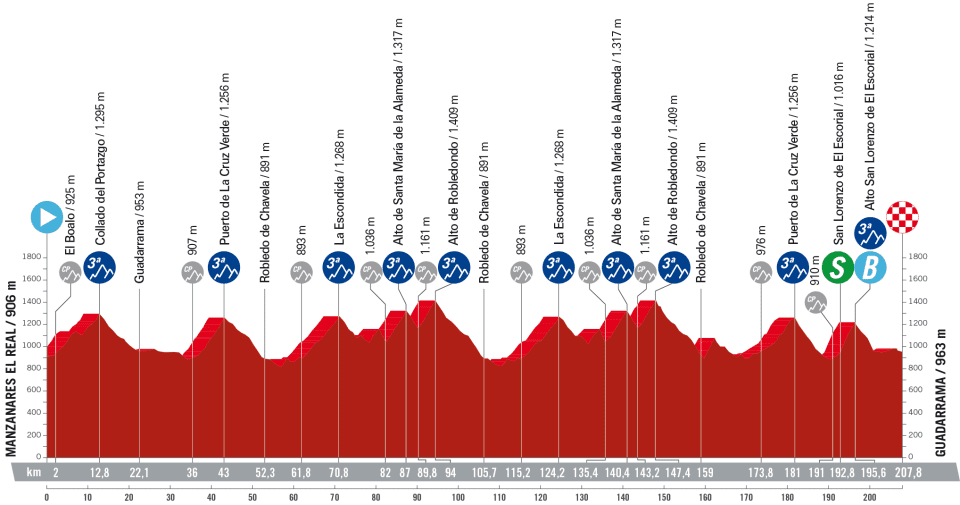 MANZANARES EL REAL / 906 m
El Boalo / 925 m
Collado del Portazgo / 1.295 m
Guadarrama / 953 m
907 m
Puerto de La Cruz Verde / 1.256 m
Robledo de Chavela / 891 m
893 m
La Escondida / 1.268 m
1.036 m
Alto de Santa María de la Alameda / 1.317 m
1.161 m
Alto de Robledondo / 1.409 m
Robledo de Chavela / 891 m
893 m
La Escondida / 1.268 m
1.036 m
Alto de Santa María de la Alameda / 1.317 m
1.161 m
Alto de Robledondo / 1.409 m
Robledo de Chavela / 891 m
976 m
Puerto de La Cruz Verde / 1.256 m
910 m
San Lorenzo de El Escorial / 1.016 m
Alto San Lorenzo de El Escorial / 1.214 m
GUADARRAMA / 963 m
CP 3ª CP 3ª CP 3ª CP 3ª CP 3ª CP 3ª CP 3ª CP 3ª CP 3ª CP S 3ª B
1800 1800
1600 1600
1400 1400
1200 1200
1000 1000
800 800
600 600
400 400
200 200
0 0
km 2 12,8 22,1 36 43 52,3 61,8 70,8 82 87 89,8 94 105,7 115,2 124,2 135,4 140,4 143,2 147,4 159 173,8 181 191 192,8 195,6 207,8
0 10 20 30 40 50 60 70 80 90 100 110 120 130 140 150 160 170 180 190 200